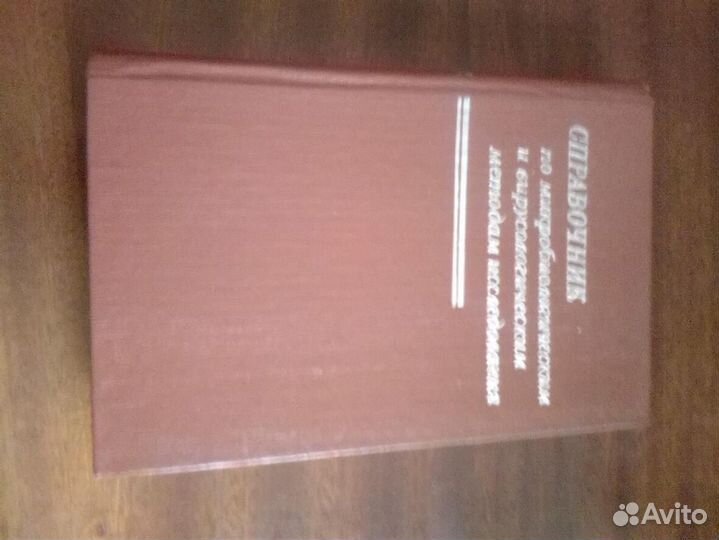 СПРАВОЧНИК
по микробиологическим
и вирусологическим
методам исследования
Avito